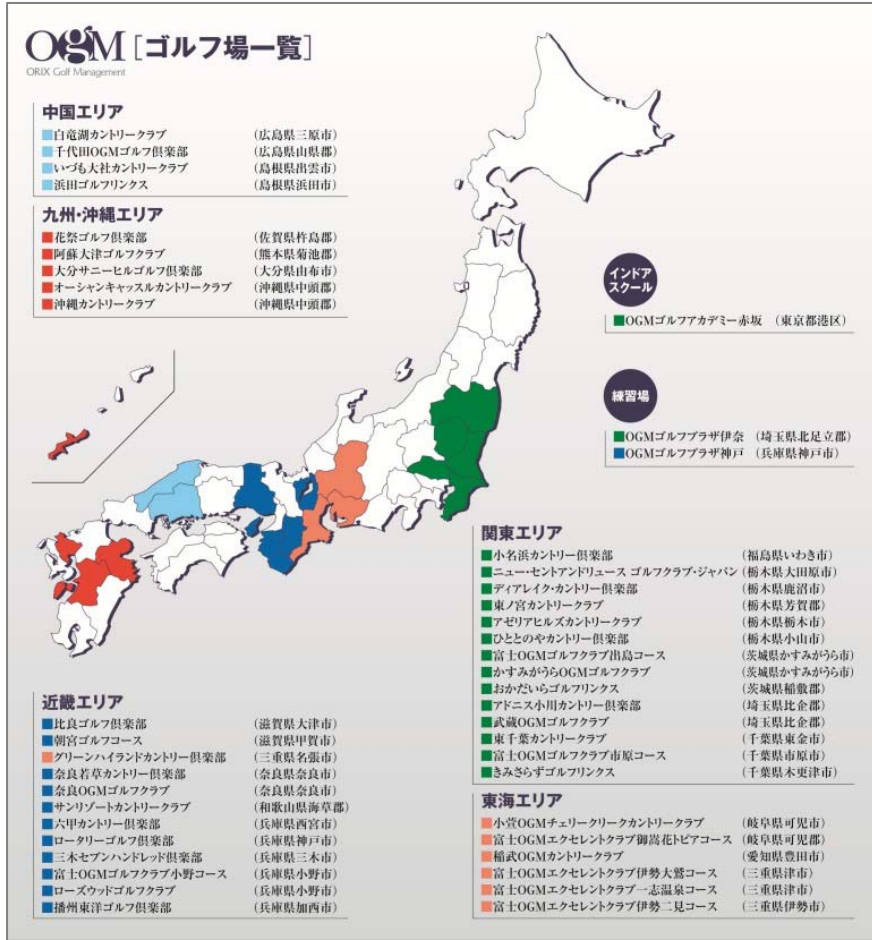 OgM [ゴルフ場一覧]
ORIX Golf Management
中国エリア
白竜湖カントリークラブ (広島県三原市)
千代田OGMゴルフ倶楽部 (広島県山県郡)
いづも大社カントリークラブ (島根県出雲市)
浜田ゴルフリンクス (島根県浜田市)
九州・沖縄エリア
花祭ゴルフ倶楽部 (佐賀県杵島郡)
阿蘇大津ゴルフクラブ (熊本県菊池郡)
大分サニーヒルゴルフ倶楽部 (大分県由布市)
オーシャンキャッスルカントリークラブ (沖縄県中頭郡)
沖縄カントリークラブ (沖縄県中頭郡)
インドア
スクール
OGMゴルフアカデミー赤坂 (東京都港区)
練習場
OGMゴルフプラザ伊奈 (埼玉県北足立郡)
OGMゴルフプラザ神戸 (兵庫県神戸市)
関東エリア
小名浜カントリー倶楽部 (福島県いわき市)
ニュー・セントアンドリュース ゴルフクラブ・ジャパン (栃木県大田原市)
ディアレイク・カントリー倶楽部 (栃木県鹿沼市)
東ノ宮カントリークラブ (栃木県芳賀郡)
アゼリアヒルズカントリークラブ (栃木県栃木市)
ひととのやカントリー倶楽部 (栃木県小山市)
富士OGMゴルフクラブ出島コース (茨城県かすみがうら市)
かすみがうらOGMゴルフクラブ (茨城県かすみがうら市)
おかだいらゴルフリンクス (茨城県稲敷郡)
アドニス小川カントリー倶楽部 (埼玉県比企郡)
武蔵OGMゴルフクラブ (埼玉県比企郡)
東千葉カントリークラブ (千葉県東金市)
富士OGMゴルフクラブ市原コース (千葉県市原市)
きみさらずゴルフリンクス (千葉県木更津市)
近畿エリア
比良ゴルフ倶楽部 (滋賀県大津市)
朝宮ゴルフコース (滋賀県甲賀市)
グリーンハイランドカントリー倶楽部 (三重県名張市)
奈良若草カントリー倶楽部 (奈良県奈良市)
奈良OGMゴルフクラブ (奈良県奈良市)
サンリゾートカントリークラブ (和歌山県海草郡)
六甲カントリー倶楽部 (兵庫県西宮市)
ロータリーゴルフ倶楽部 (兵庫県神戸市)
三木セブンハンドレッド倶楽部 (兵庫県三木市)
富士OGMゴルフクラブ小野コース (兵庫県小野市)
ローズウッドゴルフクラブ (兵庫県小野市)
播州東洋ゴルフ倶楽部 (兵庫県加西市)
東海エリア
小萱OGMチェリークリークカントリークラブ (岐阜県可児市)
富士OGMエクセレントクラブ御嵩花トピアコース (岐阜県可児郡)
稲武OGMカントリークラブ (愛知県豊田市)
富士OGMエクセレントクラブ伊勢大鷲コース (三重県津市)
富士OGMエクセレントクラブ一志温泉コース (三重県津市)
富士OGMエクセレントクラブ伊勢二見コース (三重県伊勢市)